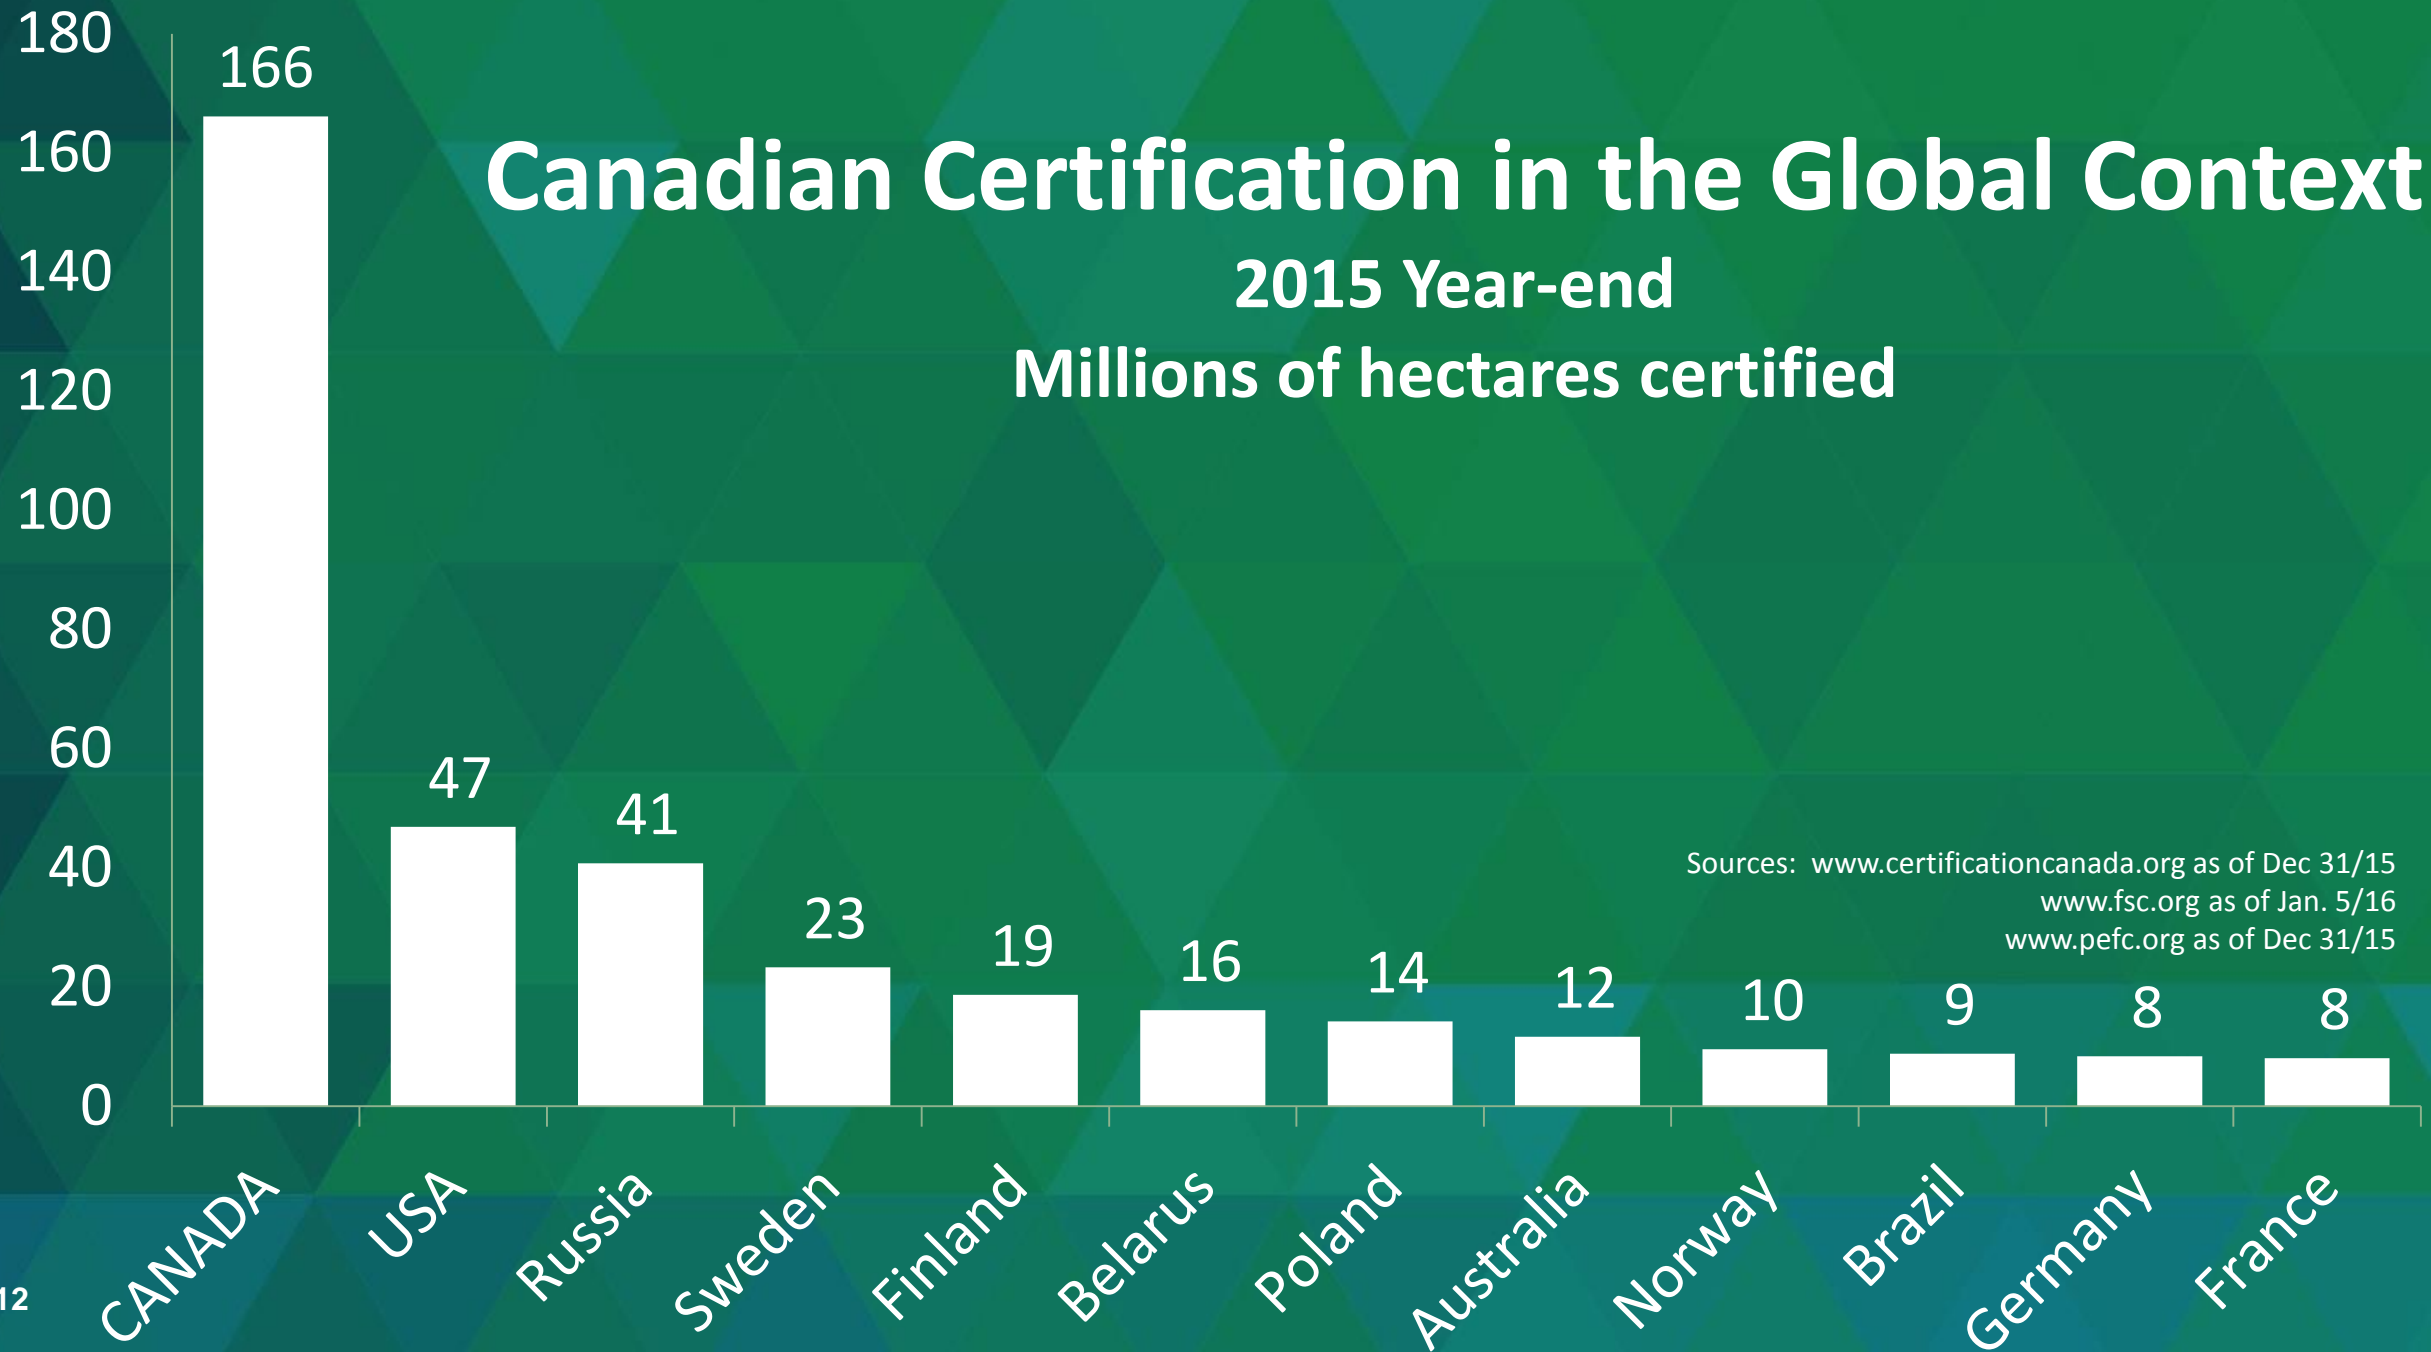 Canadian Certification in the Global Context
2015 Year-end
Millions of hectares certified
180
160
140
120
100
80
60
40
20
0
166
47
41
23
19
16
14
12
10
9
8
8
Sources:  www.certificationcanada.org as of Dec 31/15
www.fsc.org as of Jan. 5/16
www.pefc.org as of Dec 31/15
CANADA
USA
Russia
Sweden
Finland
Belarus
Poland
Australia
Norway
Brazil
Germany
France
12